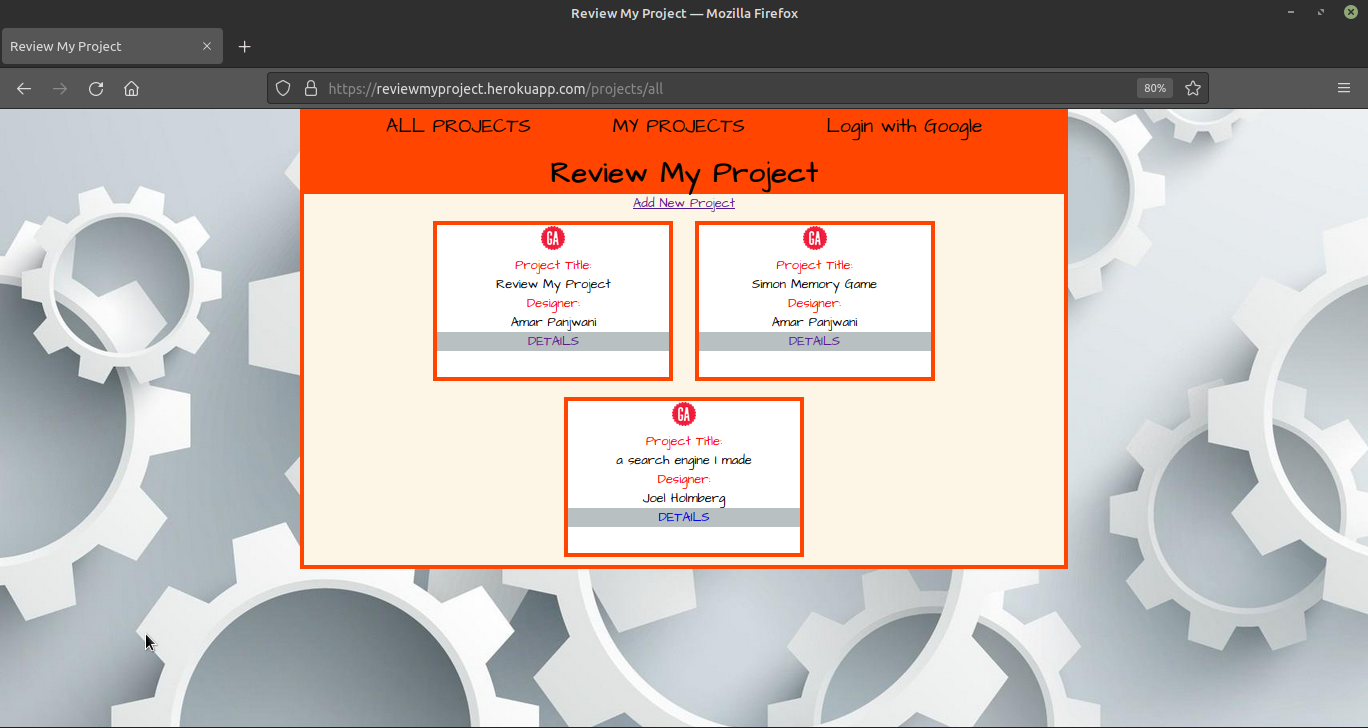 Review My Project — Mozilla Firefox
Review My Project
https://reviewmyproject.herokuapp.com/projects/all
80%
ALL PROJECTS
MY PROJECTS
Login with Google
Review My Project
Add New Project
GA
Project Title:
Review My Project
Designer:
Amar Panjwani
DETAILS
GA
Project Title:
Simon Memory Game
Designer:
Amar Panjwani
DETAILS
GA
Project Title:
a search engine I made
Designer:
Joel Holmberg
DETAILS